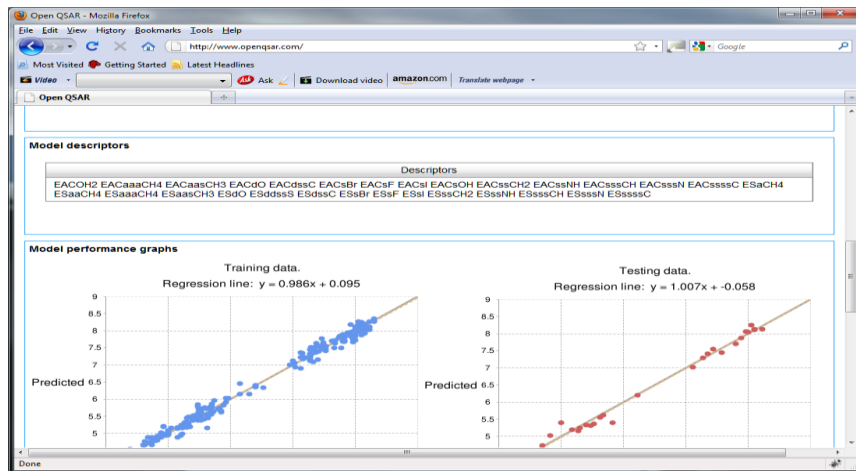 Open QSAR - Mozilla Firefox
File Edit View History Bookmarks Tools Help
http://www.openqsar.com/
Google
Most Visited Getting Started Latest Headlines
Video Ask Ask Download video amazon.com Translate webpage
Open QSAR
Model descriptors
Descriptors
EACOH2 EACaaaCH4 EACaasCH3 EACdO EACdssC EACsBr EACsF EACsI EACsOH EACssCH2 EACssNH EACsssCH EACsssN EACssssC ESaCH4
ESaaCH4 ESaaaCH4 ESaasCH3 ESdO ESddssS ESdssC ESsBr ESsF ESsI ESssCH2 ESssNH ESsssCH ESsssN ESssssC
Model performance graphs
Training data.
Regression line: y = 0.986x + 0.095
9
8.5
8
7.5
7
Predicted 6.5
6
5.5
5
Testing data.
Regression line: y = 1.007x + -0.058
9
8.5
8
7.5
7
Predicted 6.5
6
5.5
5
Done